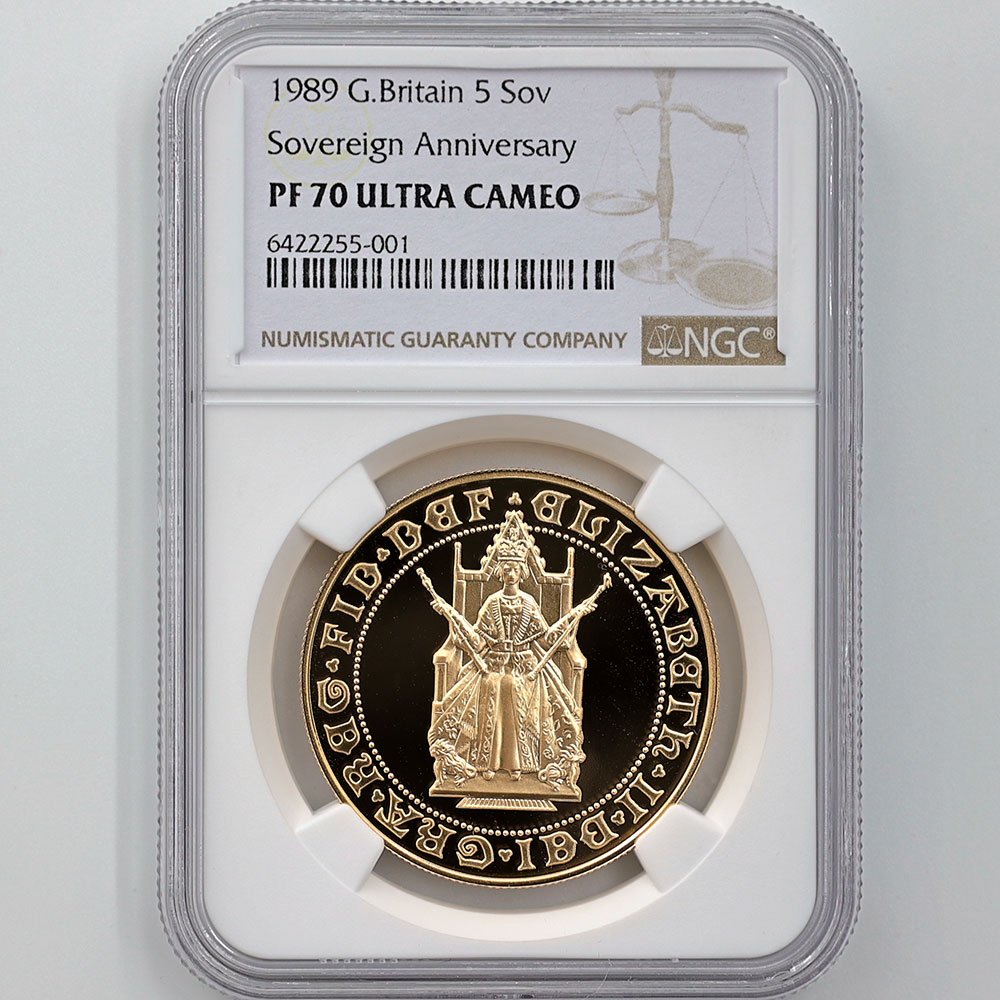 1989 G.Britain 5 Sov
Sovereign Anniversary
PF 70 ULTRA CAMEO
6422255-001
NUMISMATIC GUARANTY COMPANY
NGC®
ELIZABETH·II·DEI·GRA·REG·FID·DEF·